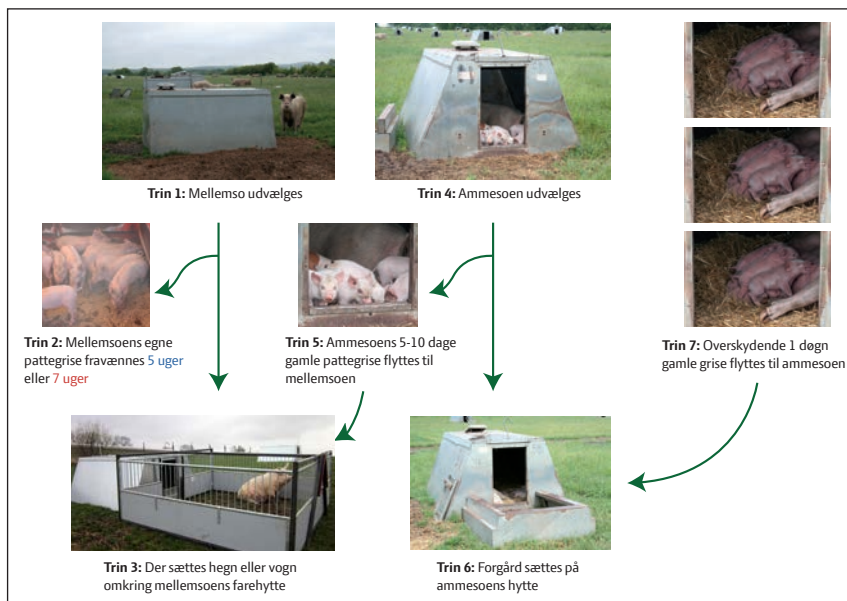 Trin 1: Mellemso udvælges
Trin 4: Ammesoen udvælges
Trin 2: Mellemsoens egne
pattegrise fravænnes 5 uger
eller 7 uger
Trin 5: Ammesoens 5-10 dage
gamle pattegrise flyttes til
mellemsoen
Trin 7: Overskydende 1 døgn
gamle grise flyttes til ammesoen
Trin 3: Der sættes hegn eller vogn
omkring mellemsoens farehytte
Trin 6: Forgård sættes på
ammesoens hytte